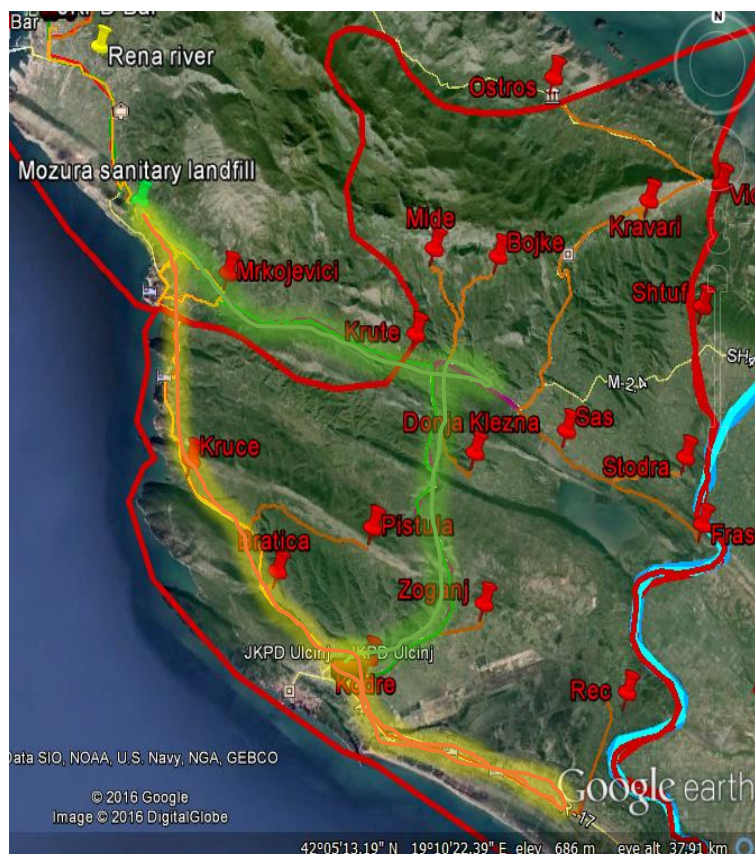 Bar
Rena river
Ostros
Mozura sanitary landfill
Mide
Bojke
Kravari
Mrkojevici
Shtuf
Krute
M-2.4
Donja Klezna
Sas
Kruce
Stodra
Pistula
Fras
Bratica
Zoganj
JKPD Ulcinj
JKPD Ulcinj
Kodre
Rec
Data SIO, NOAA, U.S. Navy, NGA, GEBCO
© 2016 Google
Image © 2016 DigitalGlobe
Google earth
42°05'13.19" N 19°10'22.39" E elev 686 m eye alt 37.91 km
N